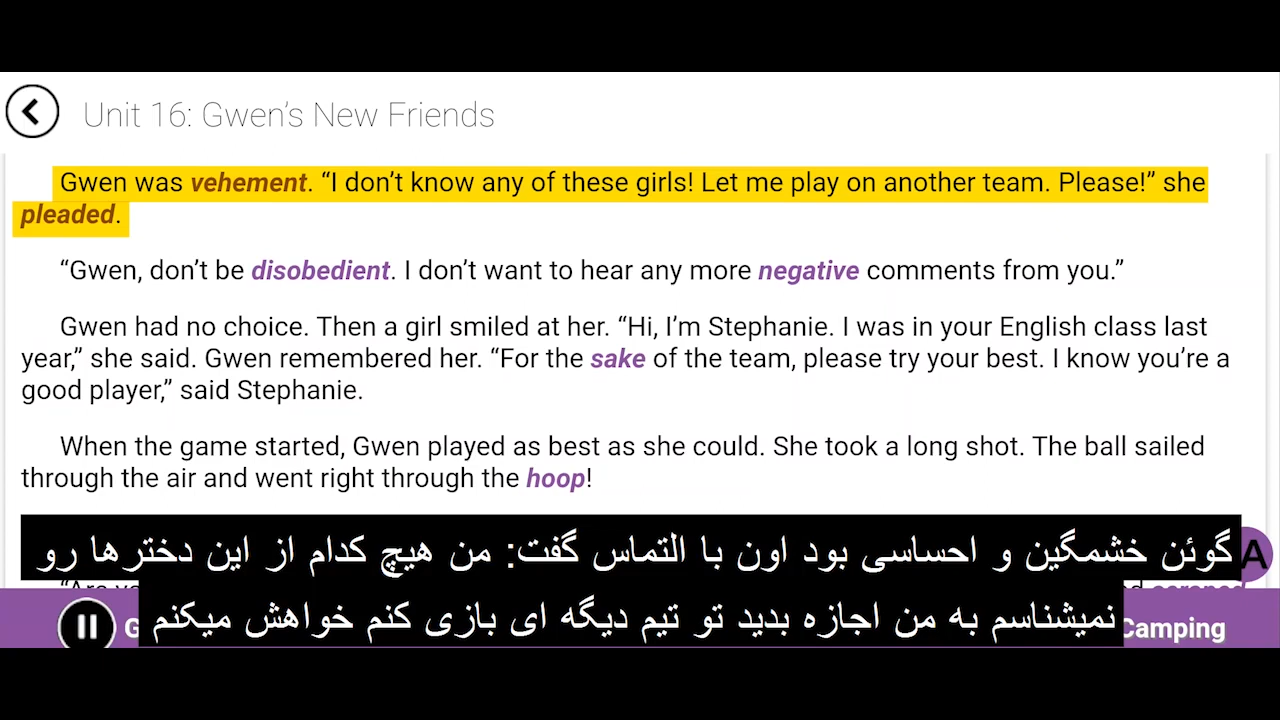 Unit 16: Gwen's New Friends
Gwen was vehement. “I don’t know any of these girls! Let me play on another team. Please!” she
pleaded.
“Gwen, don’t be disobedient. I don’t want to hear any more negative comments from you.”
Gwen had no choice. Then a girl smiled at her. “Hi, I’m Stephanie. I was in your English class last
year,” she said. Gwen remembered her. “For the sake of the team, please try your best. I know you’re a
good player,” said Stephanie.
When the game started, Gwen played as best as she could. She took a long shot. The ball sailed
through the air and went right through the hoop!
گوئن خشمگین و احساسی بود اون با التماس گفت: من هیچ کدام از این دخترها رو
نمیشناسم به من اجازه بدید تو تیم دیگه ای بازی کنم خواهش میکنم
A
G
Camping